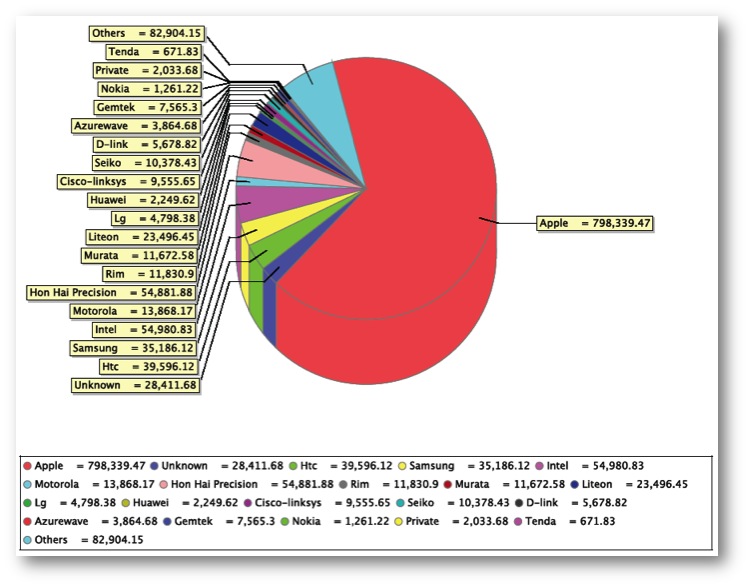 Others = 82,904.15
Tenda = 671.83
Private = 2,033.68
Nokia = 1,261.22
Gemtek = 7,565.3
Azurewave = 3,864.68
D-link = 5,678.82
Seiko = 10,378.43
Cisco-linksys = 9,555.65
Huawei = 2,249.62
Lg = 4,798.38
Liteon = 23,496.45
Murata = 11,672.58
Rim = 11,830.9
Hon Hai Precision = 54,881.88
Motorola = 13,868.17
Intel = 54,980.83
Samsung = 35,186.12
Htc = 39,596.12
Unknown = 28,411.68
Apple = 798,339.47
Apple = 798,339.47 Unknown = 28,411.68 Htc = 39,596.12 Samsung = 35,186.12 Intel = 54,980.83
Motorola = 13,868.17 Hon Hai Precision = 54,881.88 Rim = 11,830.9 Murata = 11,672.58 Liteon = 23,496.45
Lg = 4,798.38 Huawei = 2,249.62 Cisco-linksys = 9,555.65 Seiko = 10,378.43 D-link = 5,678.82
Azurewave = 3,864.68 Gemtek = 7,565.3 Nokia = 1,261.22 Private = 2,033.68 Tenda = 671.83
Others = 82,904.15